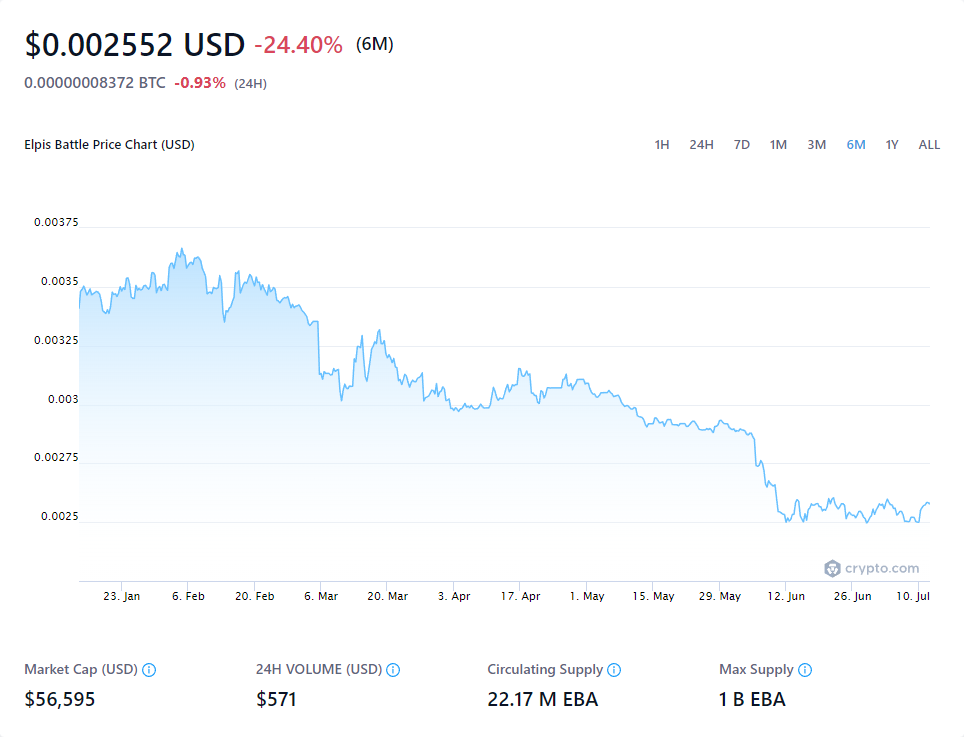 $0.002552 USD -24.40% (6M)
0.00000008372 BTC -0.93% (24H)
Elpis Battle Price Chart (USD)
1H 24H 7D 1M 3M 6M 1Y ALL
0.00375
0.0035
0.00325
0.003
0.00275
0.0025
crypto.com
23. Jan 6. Feb 20. Feb 6. Mar 20. Mar 3. Apr 17. Apr 1. May 15. May 29. May 12. Jun 26. Jun 10. Jul
Market Cap (USD) 24H VOLUME (USD) Circulating Supply Max Supply
$56,595 $571 22.17 M EBA 1 B EBA